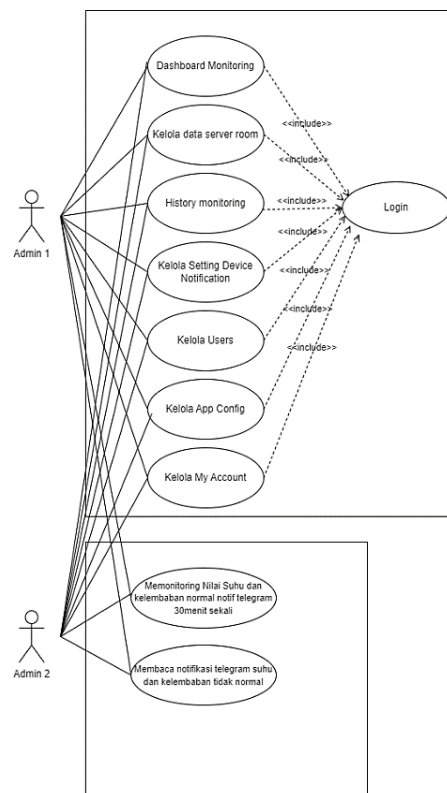 Dashboard Monitoring
<<include>>
Kelola data server room
<<include>>
History monitoring
<<include>>
Login
Admin 1
<<include>>
Kelola Setting Device
Notification
<<include>>
Kelola Users
<<include>>
<<include>>
Kelola App Config
Kelola My Account
Memonitoring Nilai Suhu dan
kelembaban normal notif telegram
30menit sekali
Admin 2
Membaca notifikasi telegram suhu
dan kelembaban tidak normal